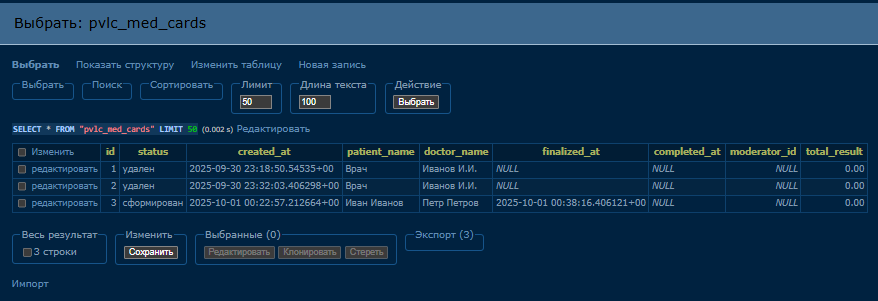 Выбрать: pvlc_med_cards
Выбрать Показать структуру Изменить таблицу Новая запись
Выбрать Поиск Сортировать Лимит Длина текста Действие
50 100 Выбрать
SELECT * FROM "pvlc_med_cards" LIMIT 50 (0.002 s) Редактировать
Изменить id status created_at patient_name doctor_name finalized_at completed_at moderator_id total_result
редактировать 1 удален 2025-09-30 23:18:50.54535+00 Врач Иванов И.И. NULL NULL NULL 0.00
редактировать 2 удален 2025-09-30 23:32:03.406298+00 Врач Иванов И.И. NULL NULL NULL 0.00
редактировать 3 сформирован 2025-10-01 00:22:57.212664+00 Иван Иванов Петр Петров 2025-10-01 00:38:16.406121+00 NULL NULL 0.00
Весь результат Изменить Выбранные (0) Экспорт (3)
3 строки Сохранить Редактировать Клонировать Стереть
Импорт